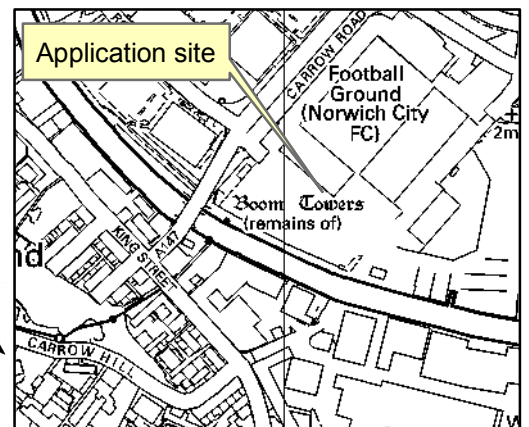 Application site
CARROW ROAD
Football
Ground
(Norwich City
FC)
2m
Boom Towers
(remains of)
A147
KING STREET
nd
CARROW HILL
W